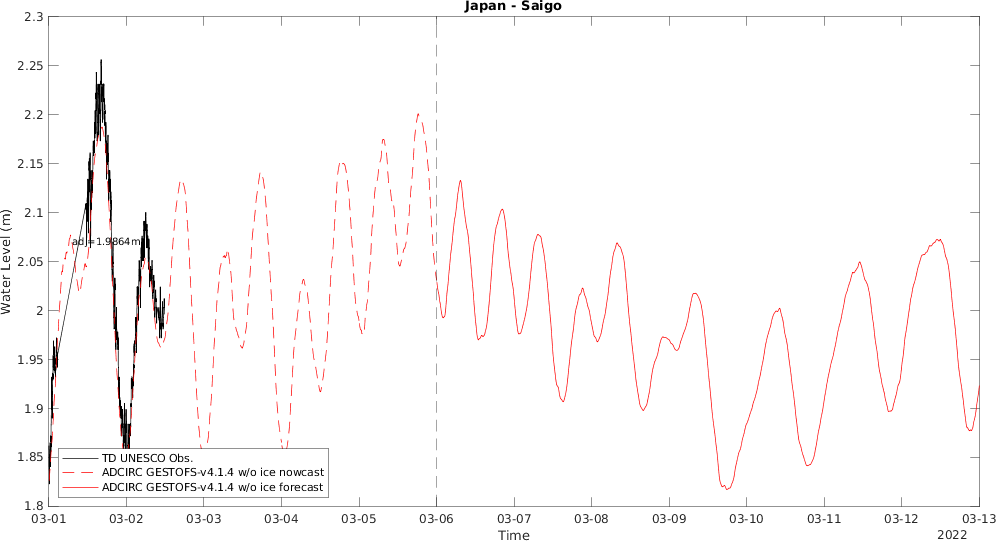 Japan - Saigo
Water Level (m)
2.3
2.25
2.2
2.15
2.1
2.05
2
1.95
1.9
1.85
1.8
ad =1.9864m
TD UNESCO Obs.
ADCIRC GESTOFS-v4.1.4 w/o ice nowcast
ADCIRC GESTOFS-v4.1.4 w/o ice forecast
03-01 03-02 03-03 03-04 03-05 03-06 03-07 03-08 03-09 03-10 03-11 03-12 03-13
Time
2022